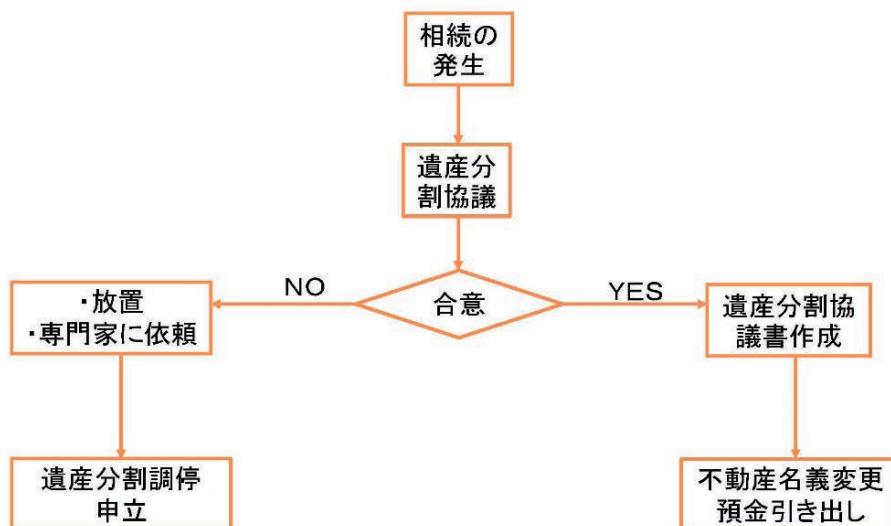 相続の
発生
遺産分
割協議
合意
NO
YES
・放置
・専門家に依頼
遺産分割協
議書作成
遺産分割調停
申立
不動産名義変更
預金引き出し